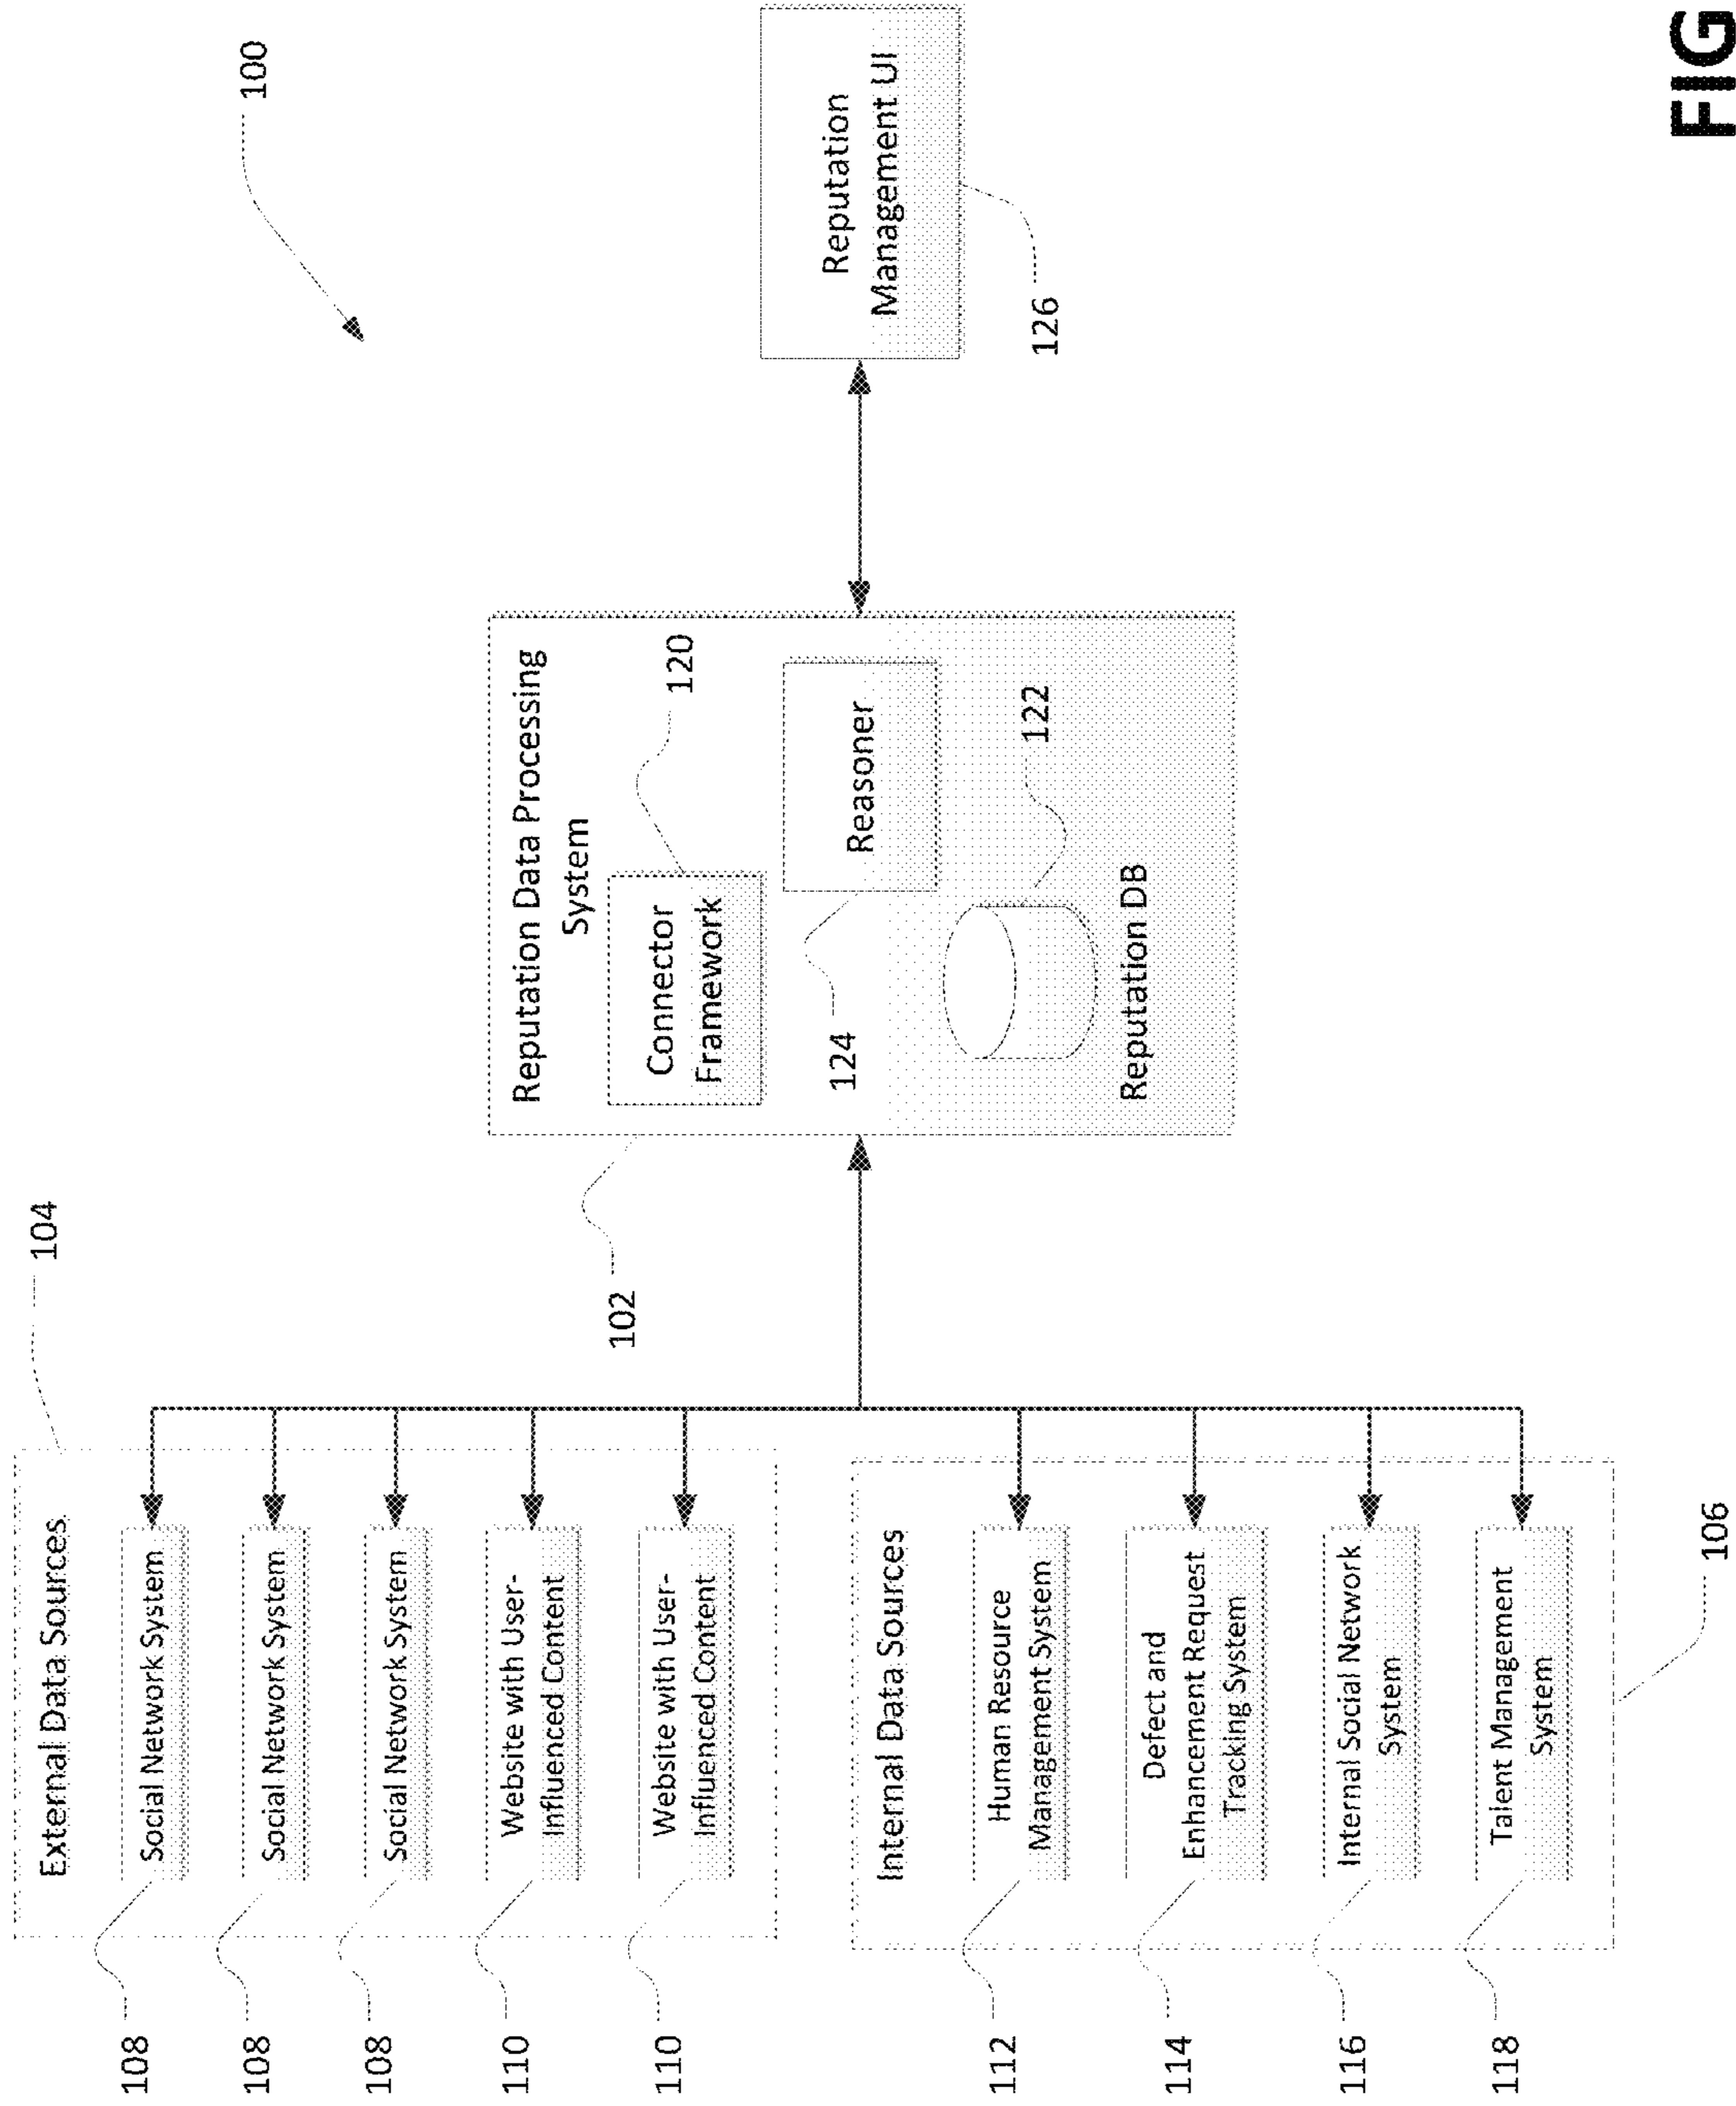 100
104
External Data Sources
108
Social Network System
108
Social Network System
108
Social Network System
110
Website with User-
Influenced Content
110
Website with User-
Influenced Content
Internal Data Sources
112
Human Resource
Management System
114
Defect and
Enhancement Request
Tracking System
116
Internal Social Network
System
118
Talent Management
System
106
102
Reputation Data Processing
System
Connector
Framework
120
Reasoner
124
122
Reputation DB
Reputation
Management UI
126
FIG